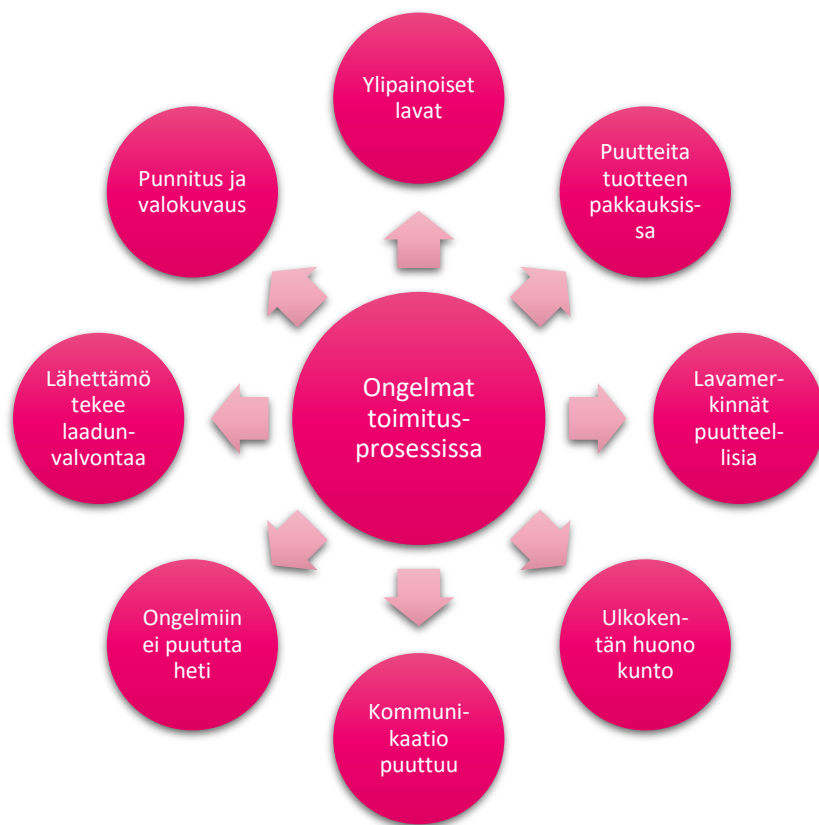 Ylipainoiset
lavat
Puutteita
tuotteen
pakkauksis-
sa
Lavamer-
kinnät
puutteel-
lisia
Ulkoken-
tän huono
kunto
Kommuni-
kaatio
puuttuu
Ongelmiin
ei puututa
heti
Lähettämö
tekee
laadun-
valvontaa
Punnitus ja
valokuvaus
Ongelmat
toimitus-
prosessissa